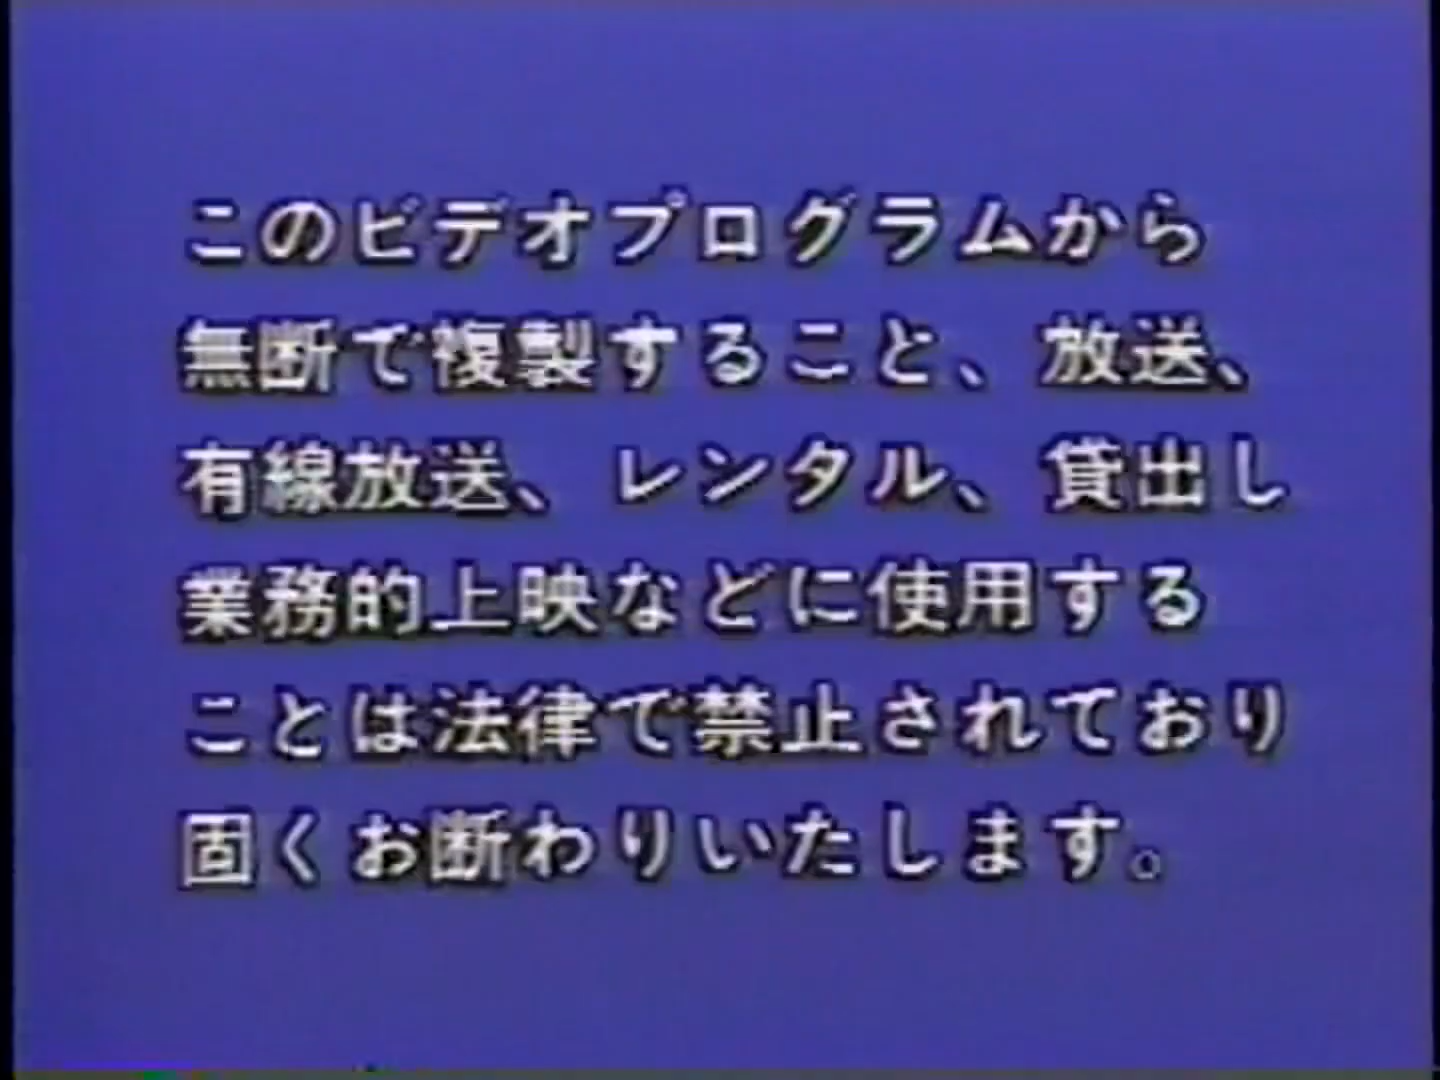 このビデオプログラムから
無断で複製すること、放送、
有線放送、レンタル、貸出し
業務的上映などに使用する
ことは法律で禁止されており
固くお断わりいたします。